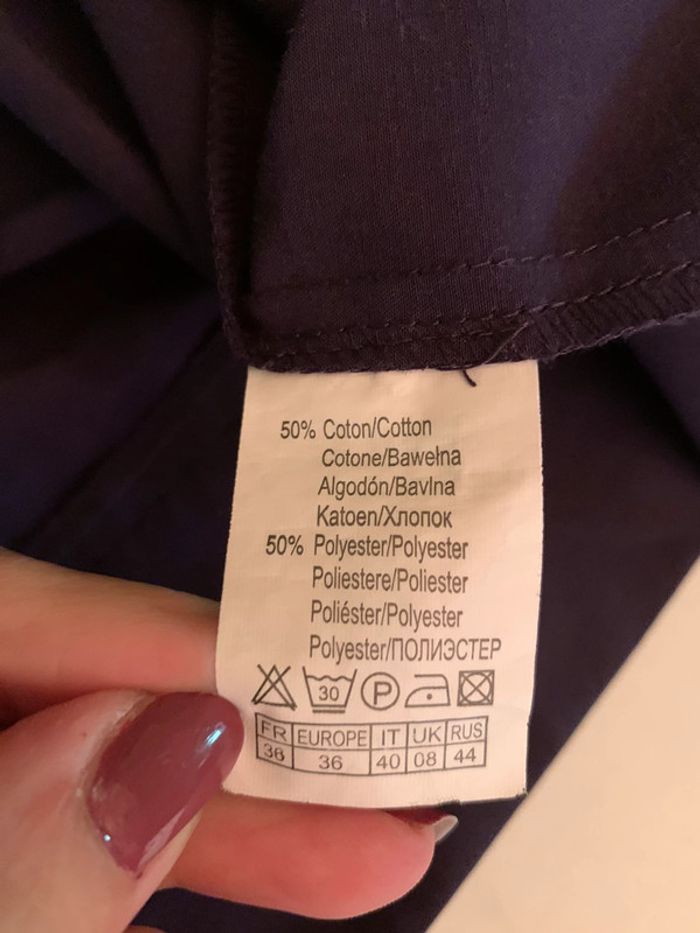 50% Coton/Cotton
Cotone/Bawełna
Algodón/Bavlna
Katoen/Хлопок
50% Polyester/Polyester
Poliestere/Poliester
Poliéster/Polyester
Polyester/ПОЛИЭСТЕР
30 P
FR EUROPE IT UK RUS
36 36 40 08 44